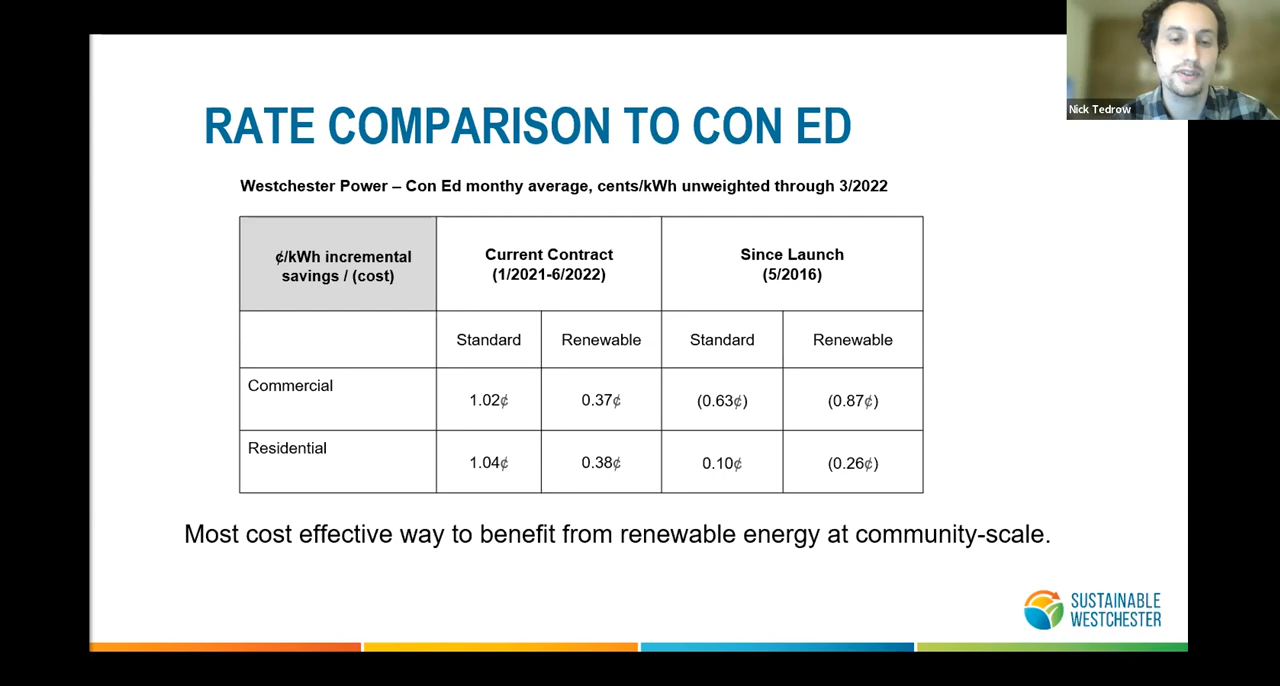 Nick Tedrow
RATE COMPARISON TO CON ED
Westchester Power – Con Ed monthy average, cents/kWh unweighted through 3/2022
¢/kWh incremental
savings / (cost)
Current Contract
(1/2021-6/2022)
Since Launch
(5/2016)
Standard
Renewable
Standard
Renewable
Commercial
1.02¢
0.37¢
(0.63¢)
(0.87¢)
Residential
1.04¢
0.38¢
0.10¢
(0.26¢)
Most cost effective way to benefit from renewable energy at community-scale.
SUSTAINABLE
WESTCHESTER